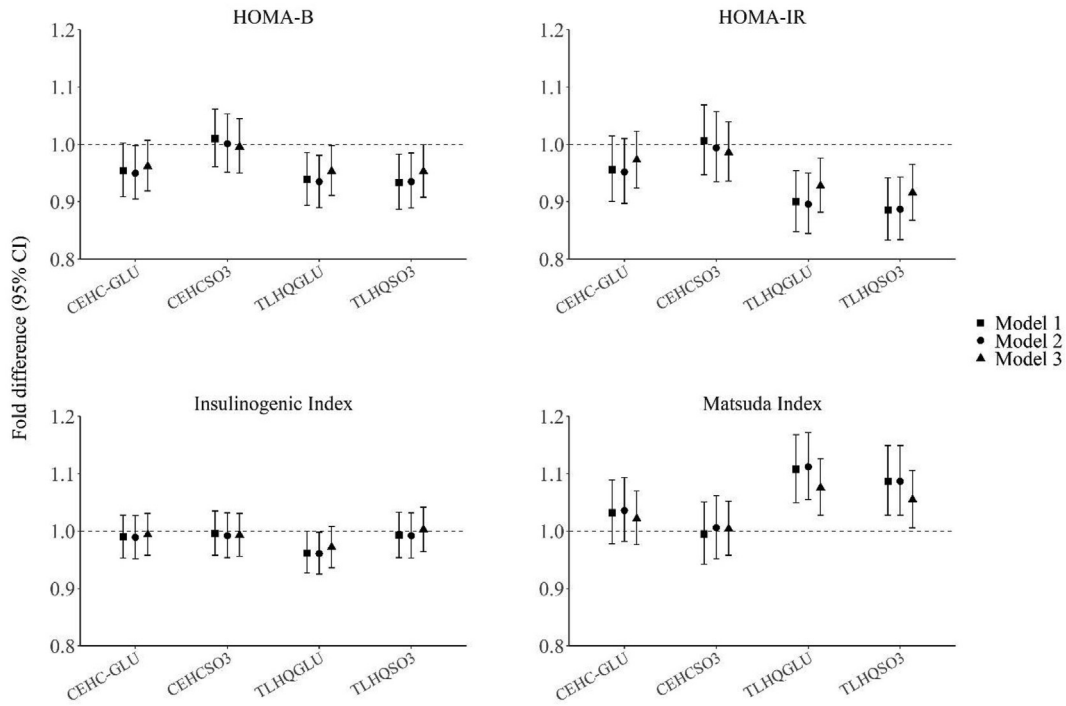 HOMA-B
HOMA-IR
1.2
1.1
1.0
0.9
0.8
CEHC-GLU
CEHCSO3
TLHQGLU
TLHQSO3
1.2
1.1
1.0
0.9
0.8
CEHC-GLU
CEHCSO3
TLHQGLU
TLHQSO3
Fold difference (95% CI)
Model 1
Model 2
Model 3
Insulinogenic Index
Matsuda Index
1.2
1.1
1.0
0.9
0.8
CEHC-GLU
CEHCSO3
TLHQGLU
TLHQSO3
1.2
1.1
1.0
0.9
0.8
CEHC-GLU
CEHCSO3
TLHQGLU
TLHQSO3